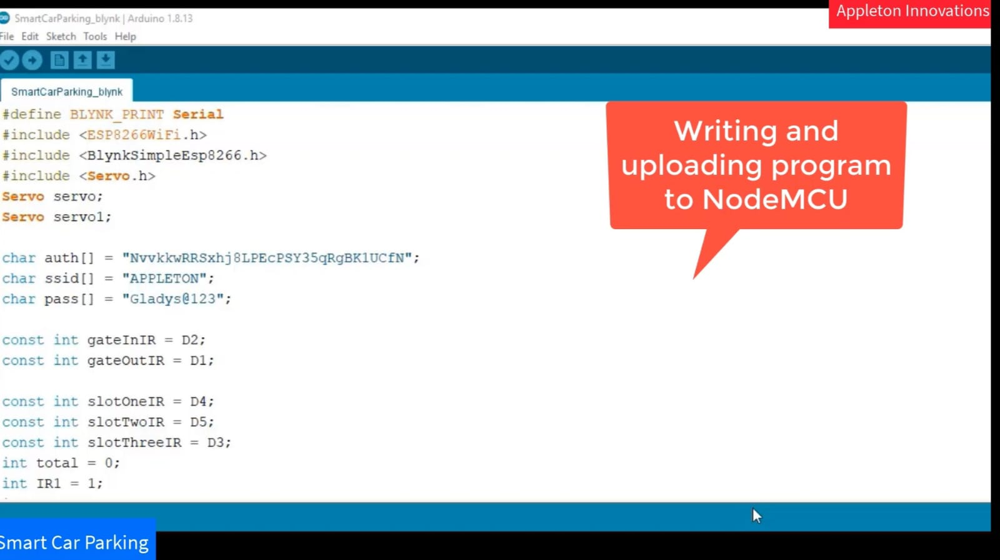 Appleton Innovations
SmartCarParking_blynk | Arduino 1.8.13
File Edit Sketch Tools Help
SmartCarParking_blynk
#define BLYNK_PRINT Serial
#include <ESP8266WiFi.h>
#include <BlynkSimpleEsp8266.h>
#include <Servo.h>
Servo servo;
Servo servo1;
char auth[] = "NvvkkwRRSxhj8LPEcPSY35qRgBK1UCfN";
char ssid[] = "APPLETON";
char pass[] = "Gladys@123";
const int gateInIR = D2;
const int gateOutIR = D1;
const int slotOneIR = D4;
const int slotTwoIR = D5;
const int slotThreeIR = D3;
int total = 0;
int IR1 = 1;
Writing and
uploading program
to NodeMCU
Smart Car Parking